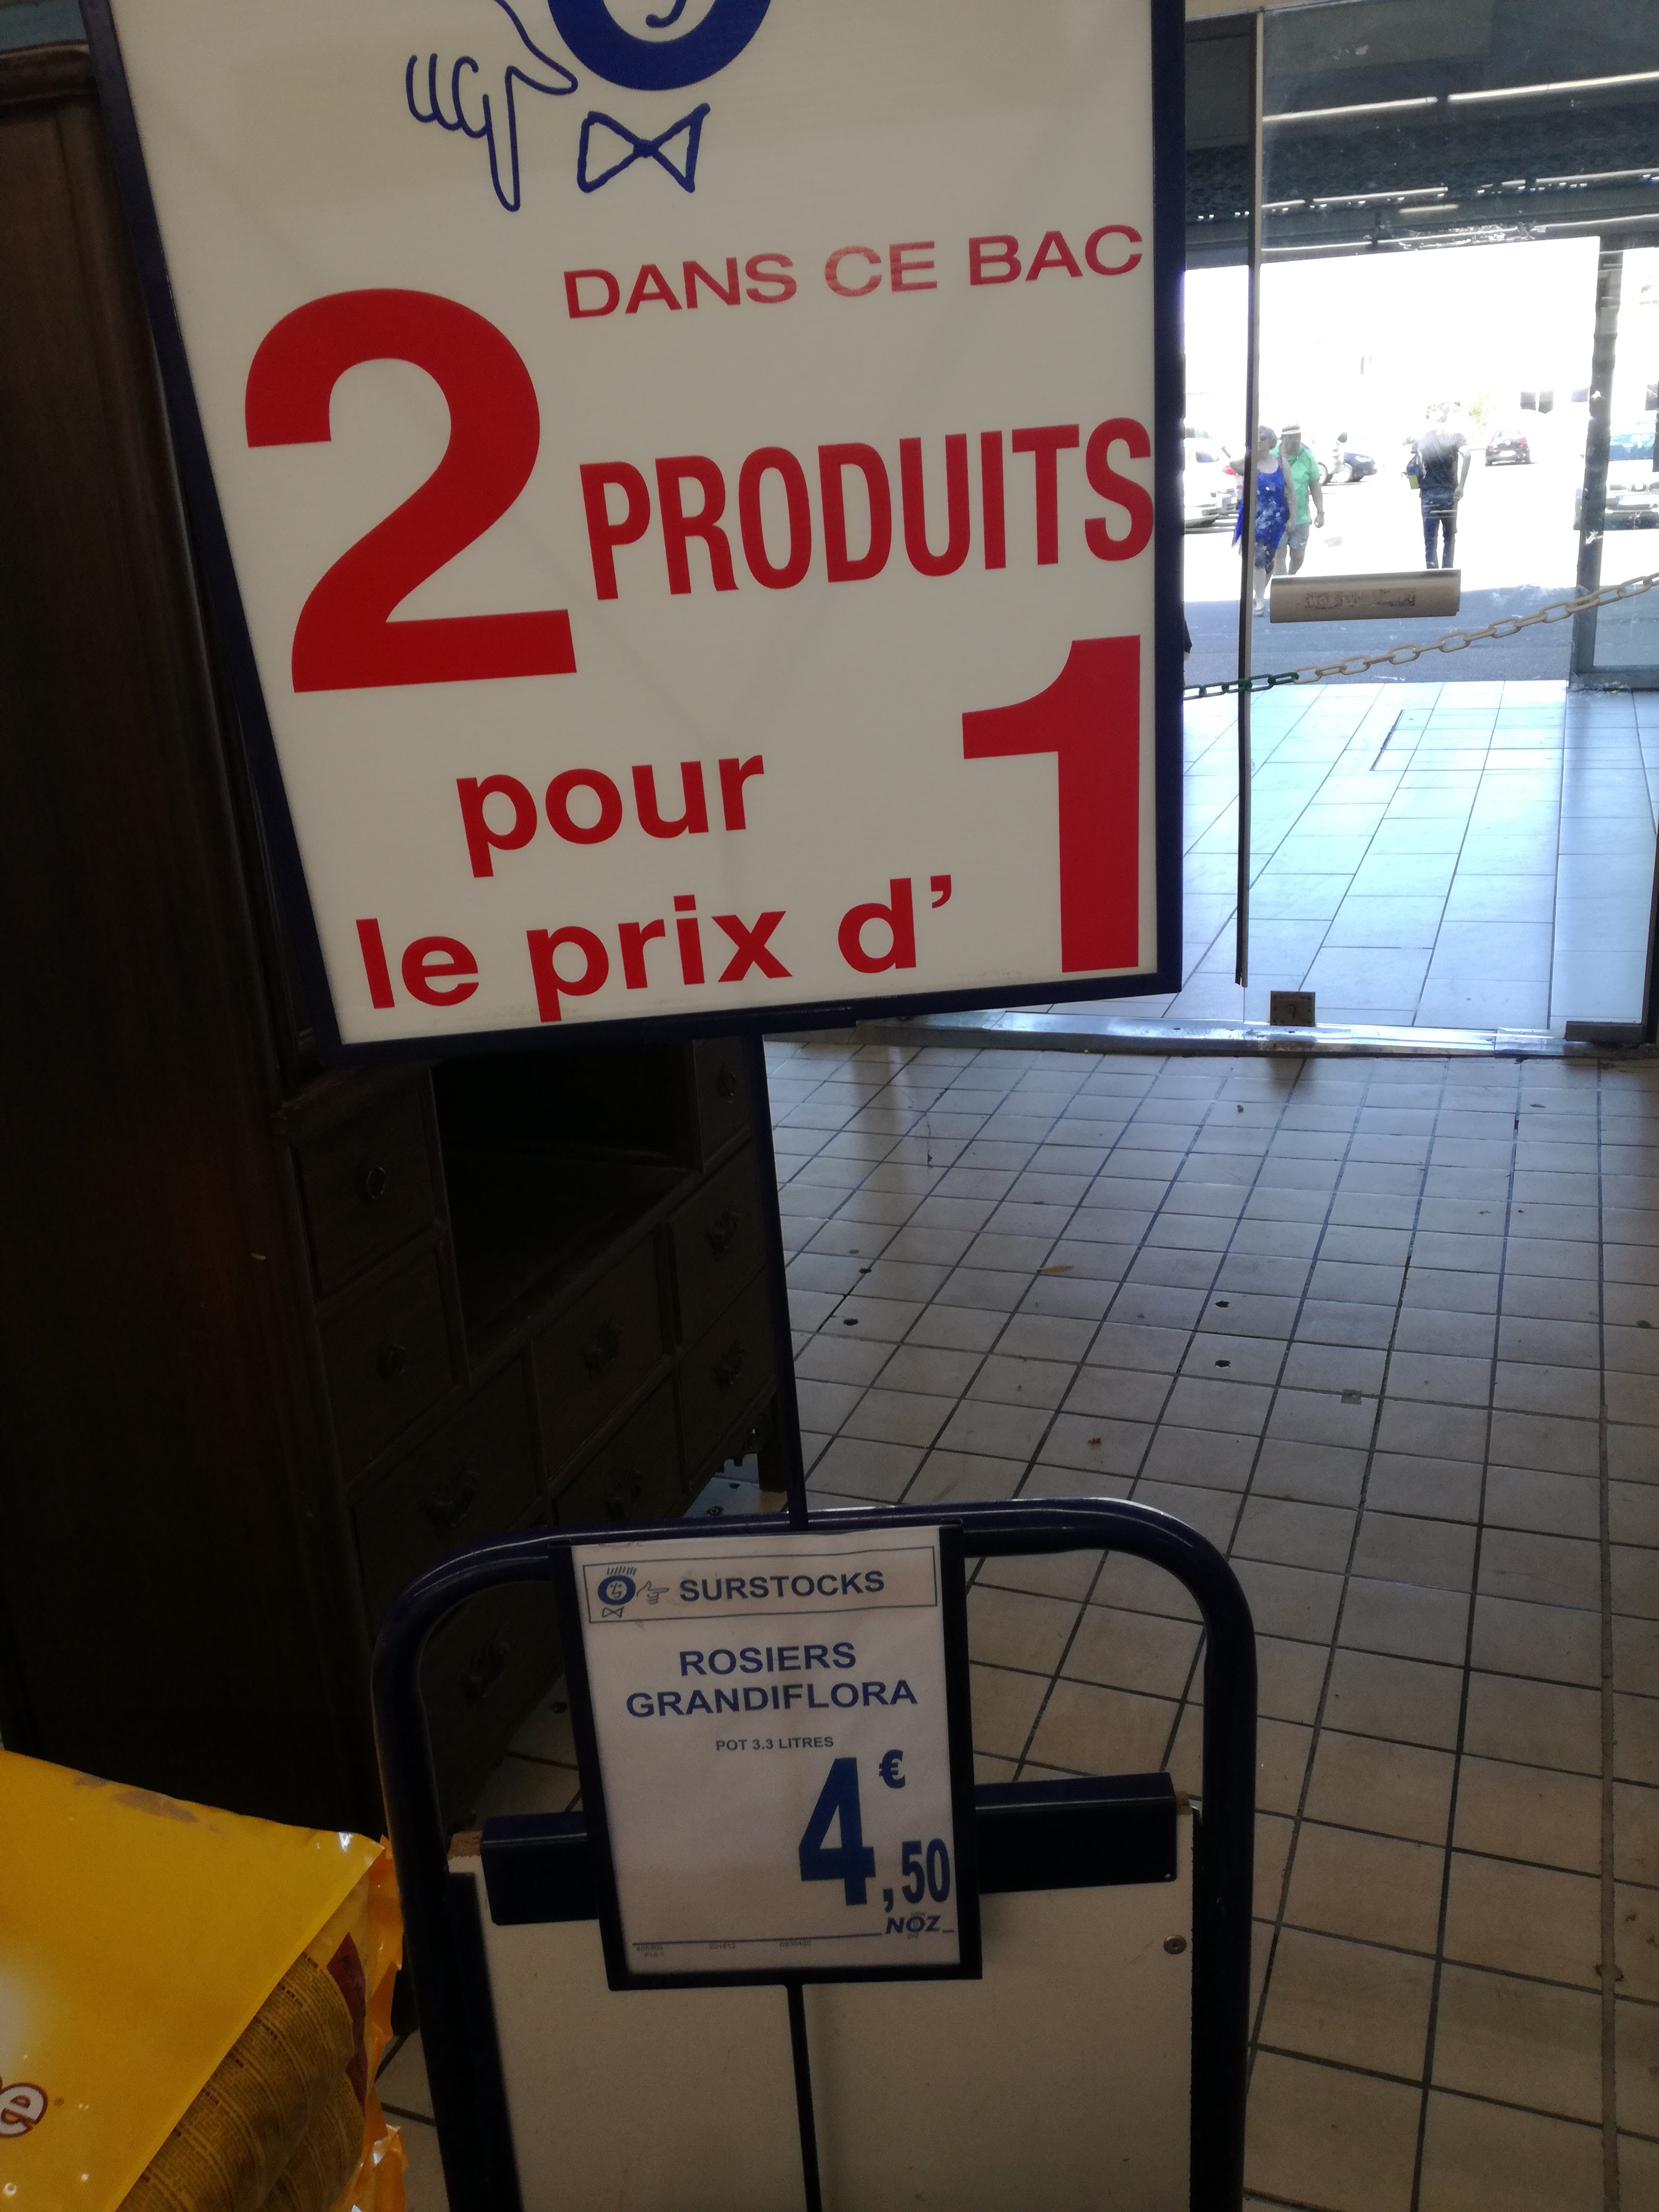 DANS CE BAC
2 PRODUITS
pour
le prix d' 1
SURSTOCKS
ROSIERS
GRANDIFLORA
POT 3.3 LITRES
4€,50
NOZ